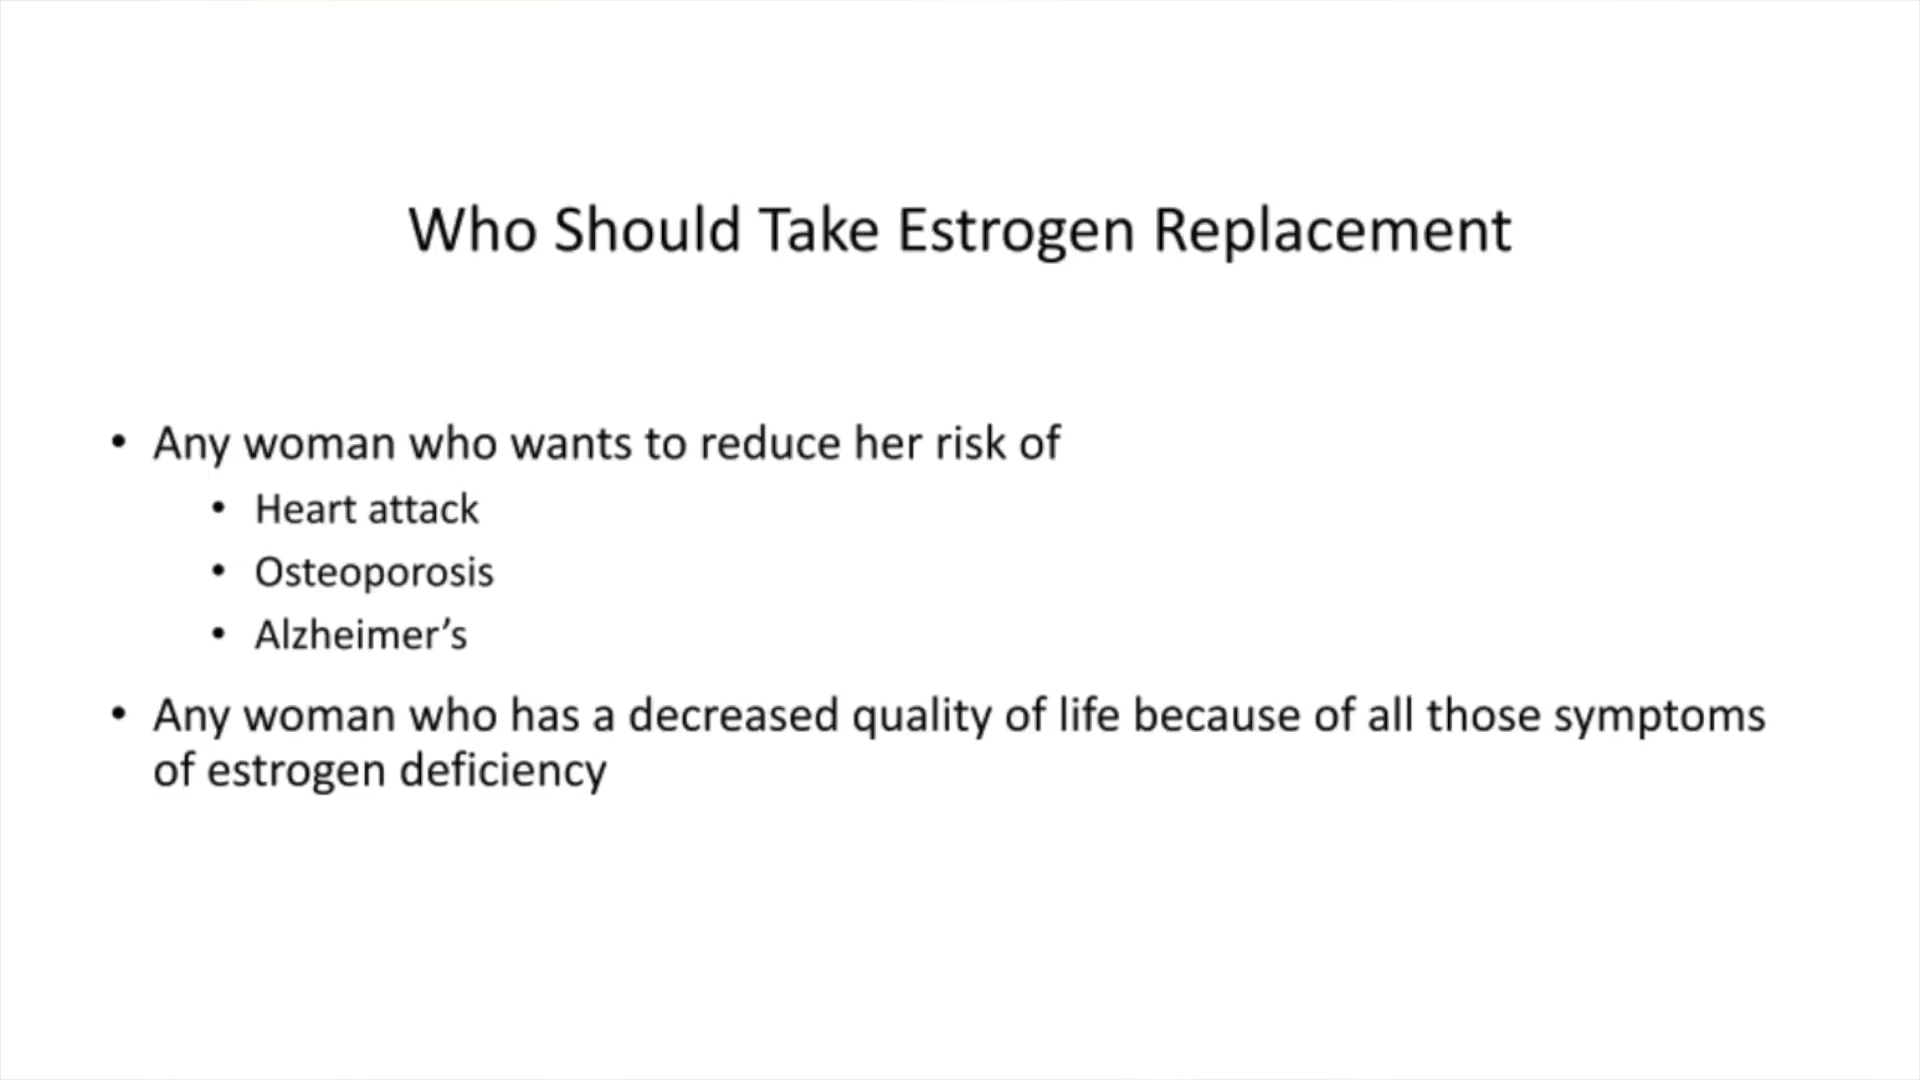 Who Should Take Estrogen Replacement
• Any woman who wants to reduce her risk of
• Heart attack
• Osteoporosis
• Alzheimer’s
• Any woman who has a decreased quality of life because of all those symptoms
of estrogen deficiency